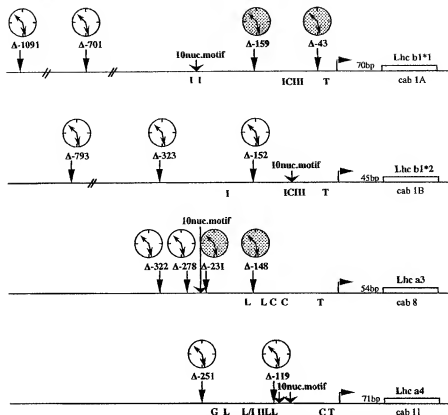 Δ-1091 Δ-701 Δ-159 Δ-43
10nuc.motif
70bp Lhc b1*1
I I ICIII T cab 1A
Δ-793 Δ-323 Δ-152
10nuc.motif
45bp Lhc b1*2
I ICIII T cab 1B
10nuc.motif
Δ-322 Δ-278 Δ-231 Δ-148
54bp Lhc a3
L L C C T cab 8
Δ-251 Δ-119
10nuc.motif
71bp Lhc a4
G L L/I IILL C T cab 11